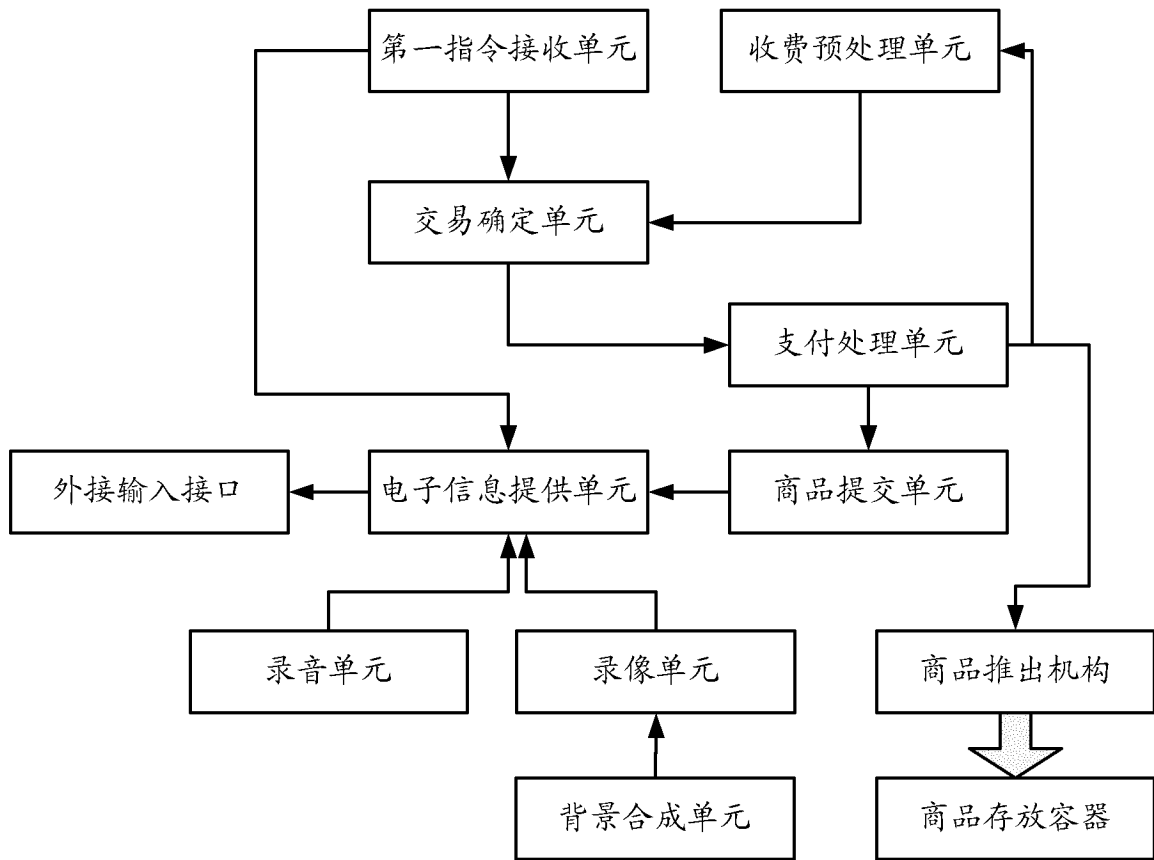 第一指令接收单元
收费预处理单元
交易确定单元
支付处理单元
外接输入接口
电子信息提供单元
商品提交单元
录音单元
录像单元
商品推出机构
背景合成单元
商品存放容器